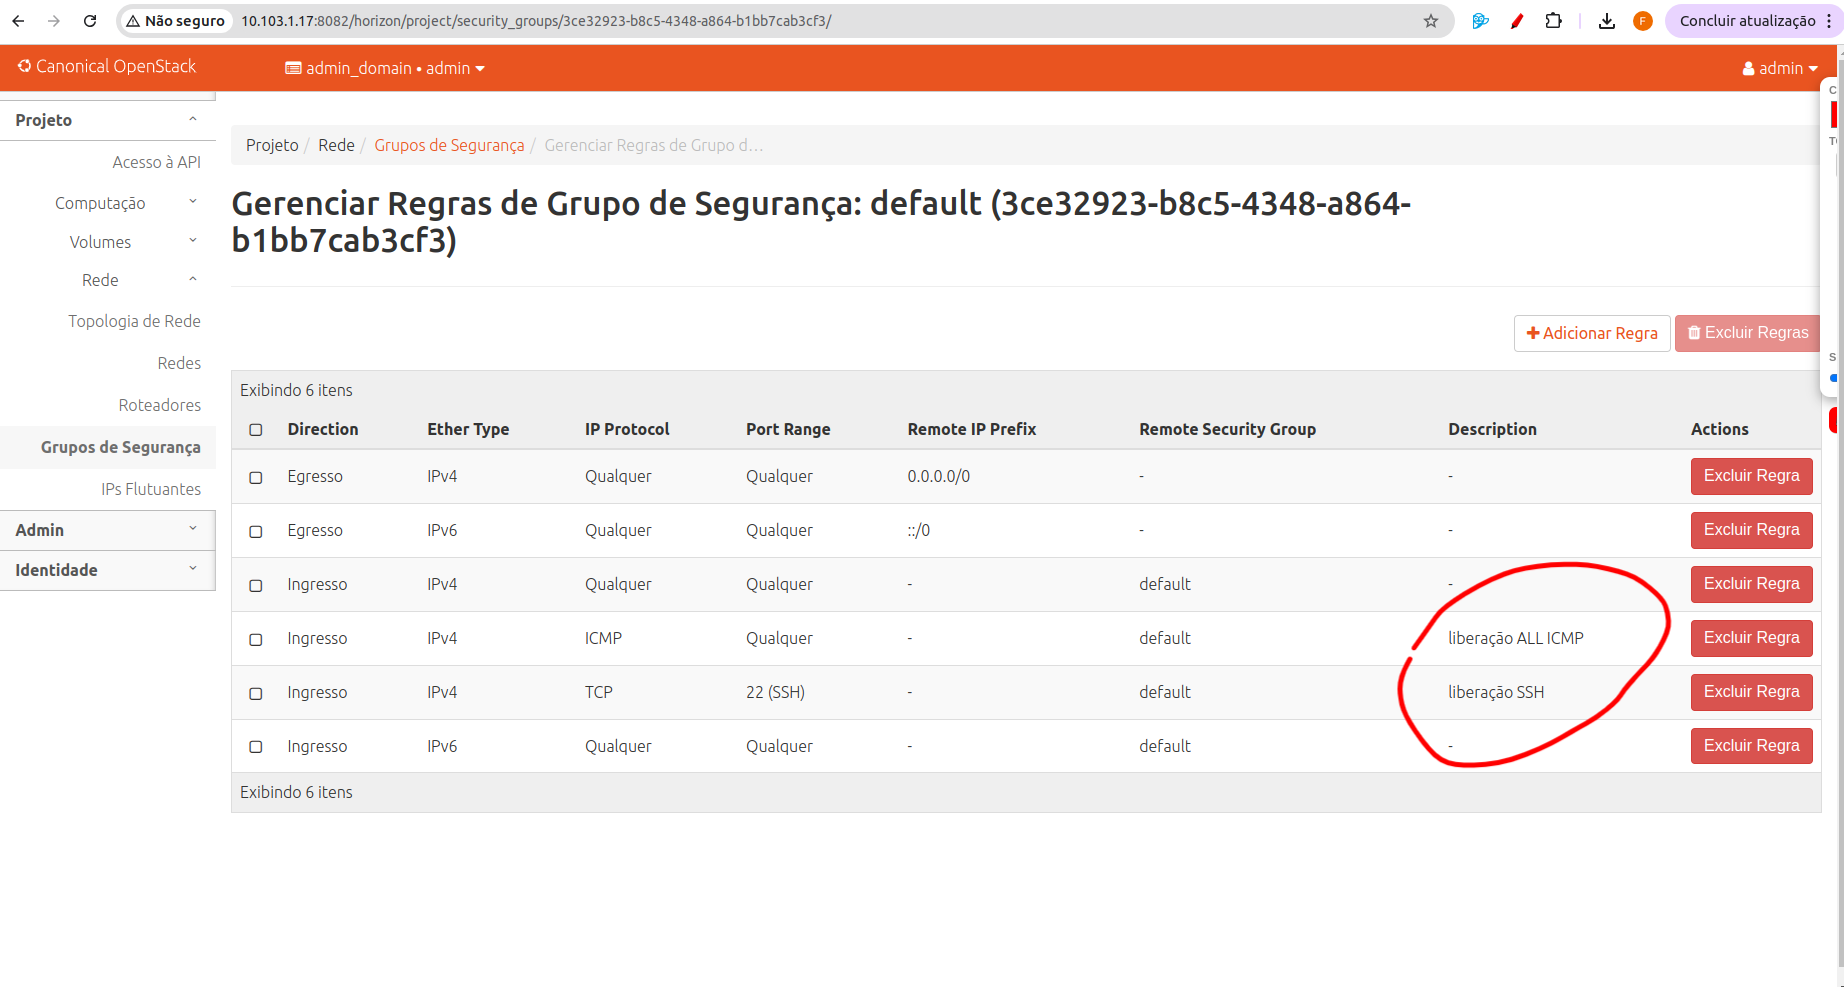 Não seguro 10.103.1.17:8082/horizon/project/security_groups/3ce32923-b8c5-4348-a864-b1bb7cab3cf3/ F Concluir atualização
Canonical OpenStack admin_domain • admin admin
Projeto
Acesso à API
Computação
Volumes
Rede
Topologia de Rede
Redes
Roteadores
Grupos de Segurança
IPs Flutuantes
Admin
Identidade
Projeto / Rede / Grupos de Segurança / Gerenciar Regras de Grupo d…
Gerenciar Regras de Grupo de Segurança: default (3ce32923-b8c5-4348-a864-
b1bb7cab3cf3)
Adicionar Regra Excluir Regras
Exibindo 6 itens
Direction Ether Type IP Protocol Port Range Remote IP Prefix Remote Security Group Description Actions
Egresso IPv4 Qualquer Qualquer 0.0.0.0/0 - - Excluir Regra
Egresso IPv6 Qualquer Qualquer ::/0 - - Excluir Regra
Ingresso IPv4 Qualquer Qualquer - default - Excluir Regra
Ingresso IPv4 ICMP Qualquer - default liberação ALL ICMP Excluir Regra
Ingresso IPv4 TCP 22 (SSH) - default liberação SSH Excluir Regra
Ingresso IPv6 Qualquer Qualquer - default - Excluir Regra
Exibindo 6 itens